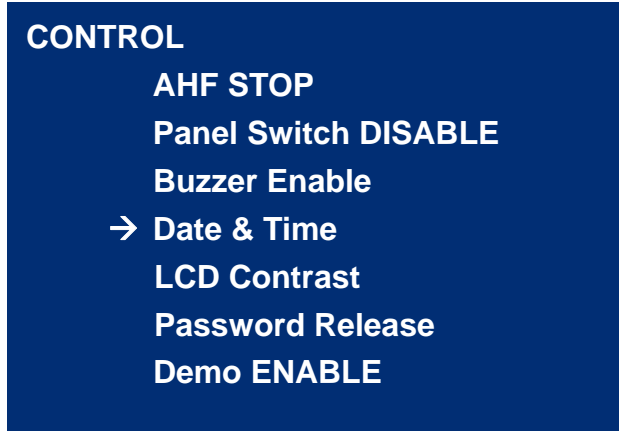 CONTROL
AHF STOP
Panel Switch DISABLE
Buzzer Enable
→ Date & Time
LCD Contrast
Password Release
Demo ENABLE